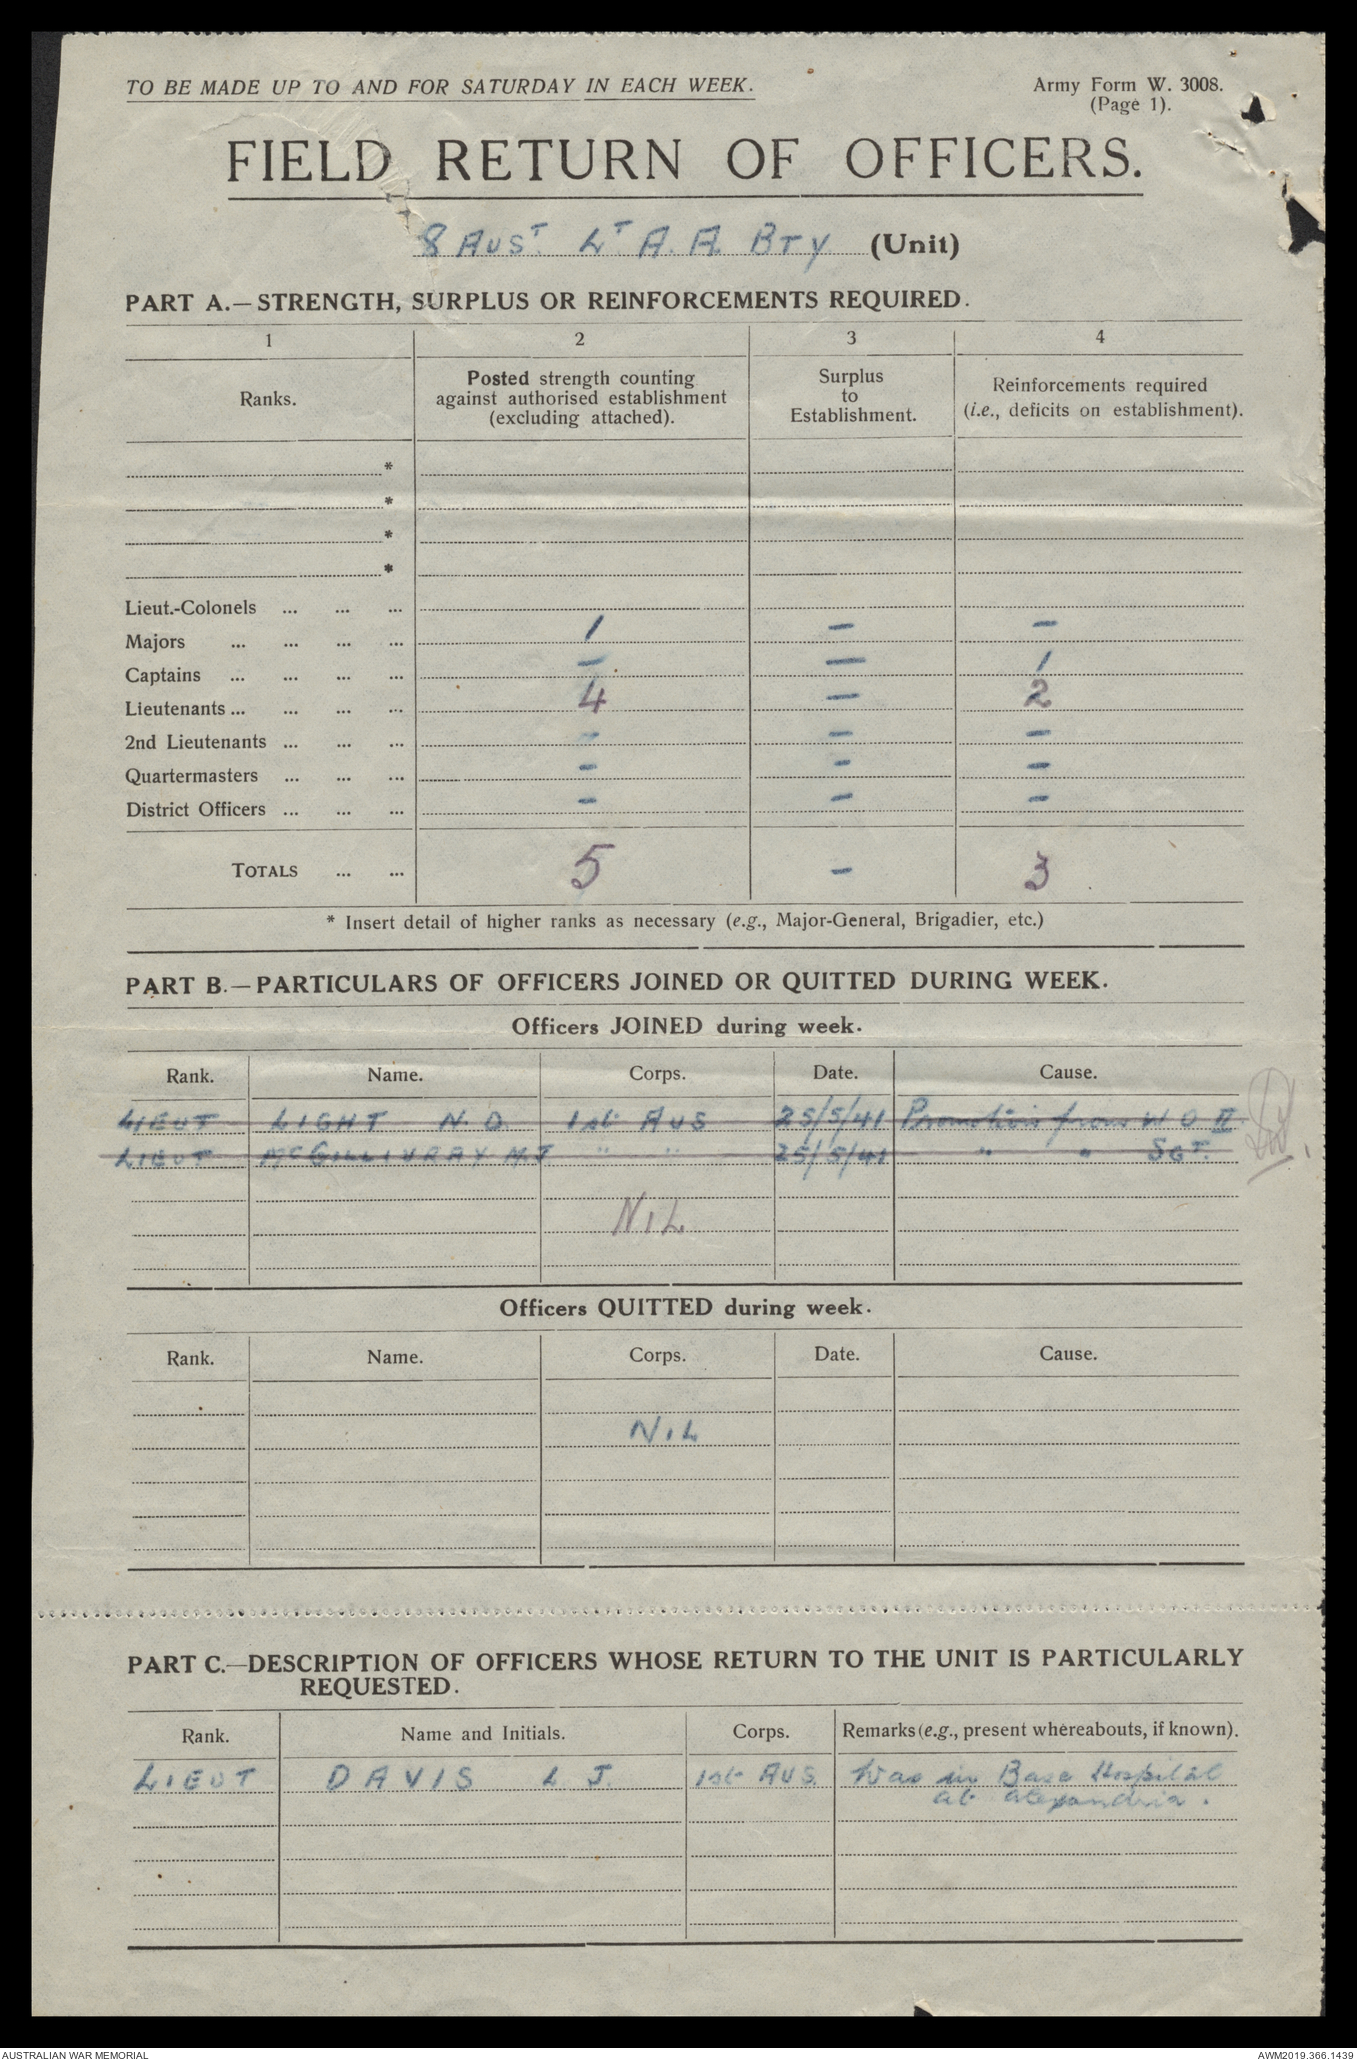 TO BE MADE UP TO AND FOR SATURDAY IN EACH WEEK.
Army Form W. 3008.
(Page 1).
FIELD RETURN OF OFFICERS.
8 AUST LT A.A. BTY (Unit)
PART A.—STRENGTH, SURPLUS OR REINFORCEMENTS REQUIRED.
1 2 3 4
Ranks.
Posted strength counting against authorised establishment (excluding attached).
Surplus to Establishment.
Reinforcements required (i.e., deficits on establishment).
*
*
*
*
Lieut.-Colonels ... ... ...
Majors ... ... ... ... 1 — —
Captains ... ... ... ... — — 1
Lieutenants ... ... ... ... 4 — 2
2nd Lieutenants ... ... ... — — —
Quartermasters ... ... ... — — —
District Officers ... ... ... — — —
TOTALS ... ... 5 — 3
* Insert detail of higher ranks as necessary (e.g., Major-General, Brigadier, etc.)
PART B.—PARTICULARS OF OFFICERS JOINED OR QUITTED DURING WEEK.
Officers JOINED during week.
Rank. Name. Corps. Date. Cause.
LIEUT LIGHT N.D. 1st AUS 25/5/41 Promotion from W O II.
LIEUT McGILLIVRAY M.J. " " 25/5/41 " " SGT.
NIL
Officers QUITTED during week.
Rank. Name. Corps. Date. Cause.
NIL
PART C.—DESCRIPTION OF OFFICERS WHOSE RETURN TO THE UNIT IS PARTICULARLY
REQUESTED.
Rank. Name and Initials. Corps. Remarks (e.g., present whereabouts, if known).
LIEUT DAVIS L. J. 1st AUS. Was in Base Hospital
at alexandria.
AUSTRALIAN WAR MEMORIAL
AWM2019.366.1439